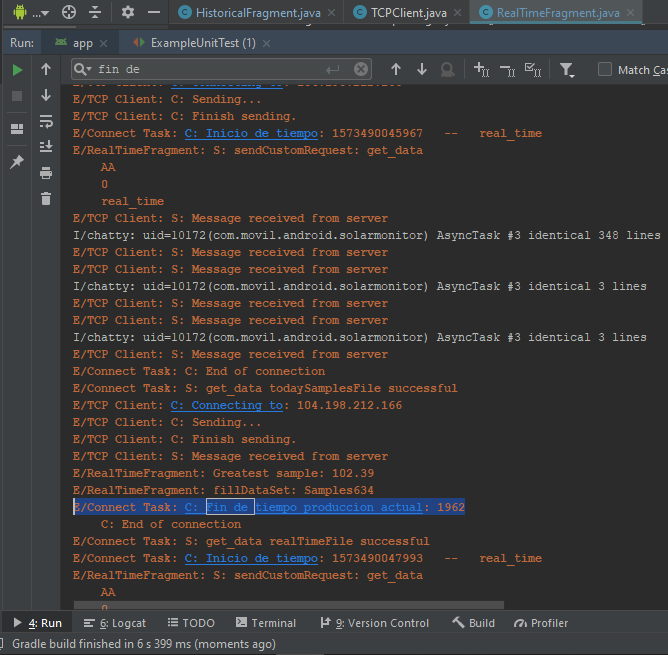 ...
HistoricalFragment.java
TCPClient.java
RealTimeFragment.java
Run:
app
ExampleUnitTest (1)
fin de
Match Cas
E/TCP Client: C: Sending...
E/TCP Client: C: Finish sending.
E/Connect Task: C: Inicio de tiempo: 1573490045967 -- real_time
E/RealTimeFragment: S: sendCustomRequest: get_data
AA
0
real_time
E/TCP Client: S: Message received from server
I/chatty: uid=10172(com.movil.android.solarmonitor) AsyncTask #3 identical 348 lines
E/TCP Client: S: Message received from server
E/TCP Client: S: Message received from server
I/chatty: uid=10172(com.movil.android.solarmonitor) AsyncTask #3 identical 3 lines
E/TCP Client: S: Message received from server
E/TCP Client: S: Message received from server
I/chatty: uid=10172(com.movil.android.solarmonitor) AsyncTask #3 identical 3 lines
E/TCP Client: S: Message received from server
E/Connect Task: C: End of connection
E/Connect Task: S: get_data todaySamplesFile successful
E/TCP Client: C: Connecting to: 104.198.212.166
E/TCP Client: C: Sending...
E/TCP Client: C: Finish sending.
E/TCP Client: S: Message received from server
E/RealTimeFragment: Greatest sample: 102.39
E/RealTimeFragment: fillDataSet: Samples634
E/Connect Task: C: Fin de tiempo produccion actual: 1962
C: End of connection
E/Connect Task: S: get_data realTimeFile successful
E/Connect Task: C: Inicio de tiempo: 1573490047993 -- real_time
E/RealTimeFragment: S: sendCustomRequest: get_data
AA
0
4: Run
6: Logcat
TODO
Terminal
9: Version Control
Build
Profiler
Gradle build finished in 6 s 399 ms (moments ago)